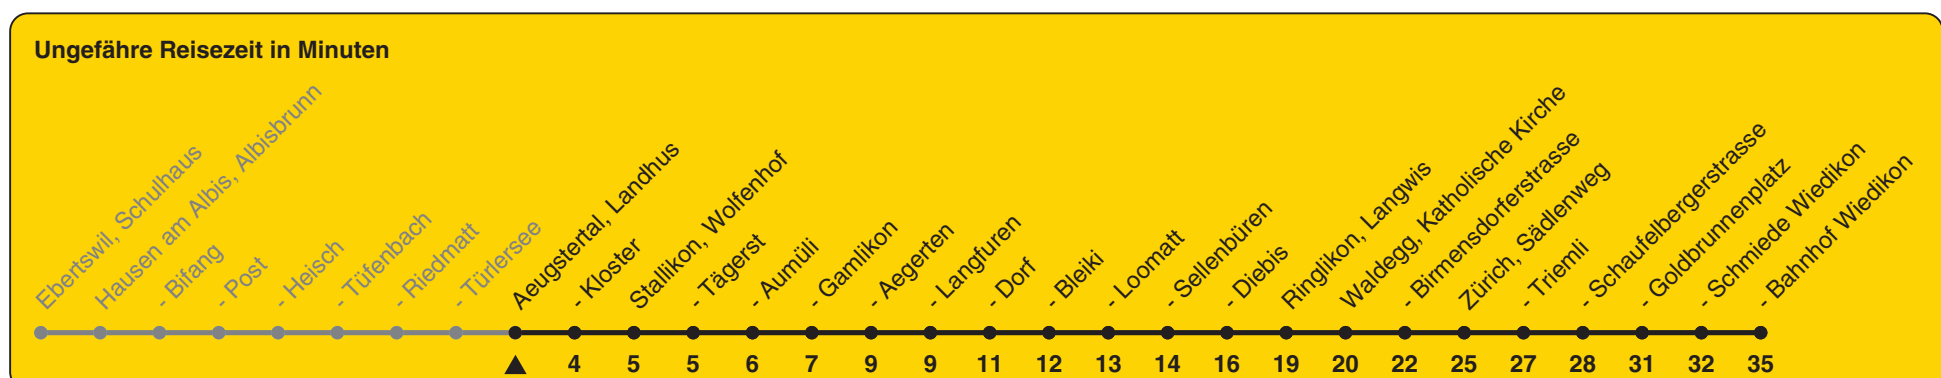 Ungefähre Reisezeit in Minuten
Ebertswil, Schulhaus
Hausen am Albis, Albisbrunn
- Bifang
- Post
- Heisch
- Tüfenbach
- Riedmatt
- Türlersee
Aeugstertal, Landhus
- Kloster
Stallikon, Wolfenhof
- Tägerst
- Aumüli
- Gamlikon
- Aegerten
- Langfuren
- Dorf
- Bleiki
- Loomatt
- Sellenbüren
- Diebis
Ringlikon, Langwis
Waldegg, Katholische Kirche
- Birmensdorferstrasse
Zürich, Sädlenweg
- Triemli
- Schaufelbergerstrasse
- Goldbrunnenplatz
- Schmiede Wiedikon
- Bahnhof Wiedikon
4 5 5 6 7 9 9 11 12 13 14 16 19 20 22 25 27 28 31 32 35